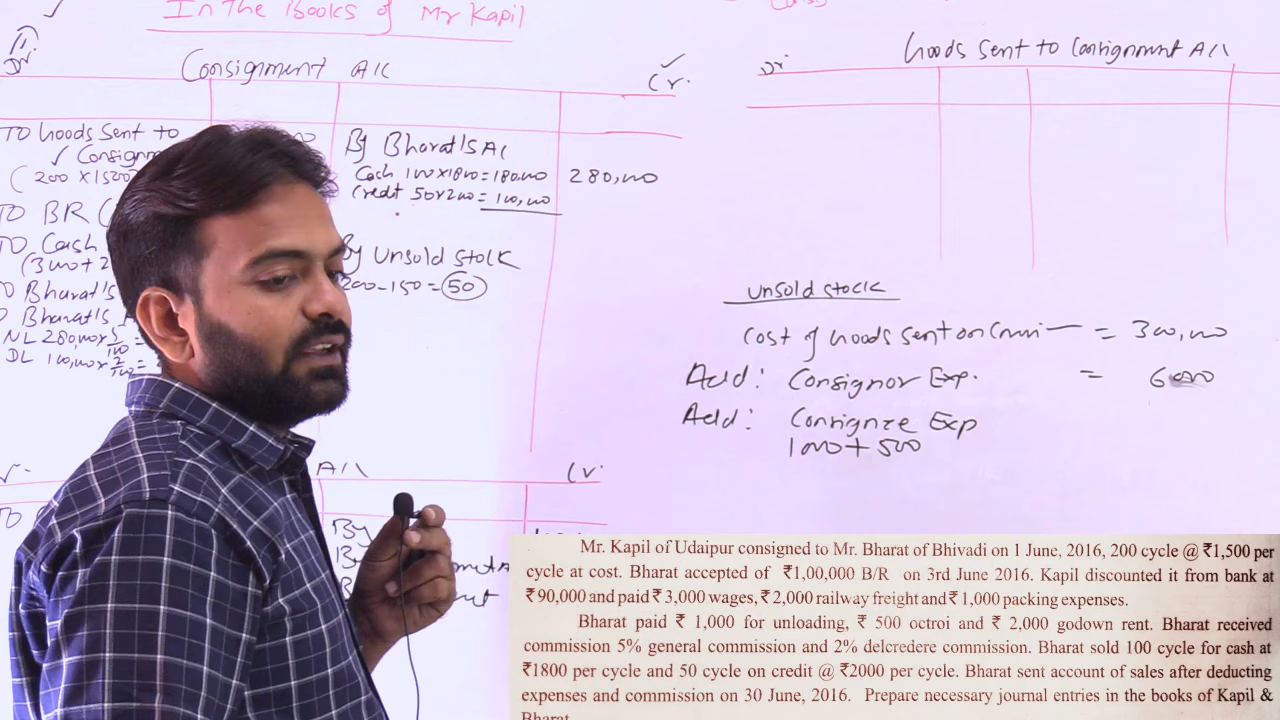 In The Books of Mr Kapil
Dr.
Consignment A/c
Cr.
To Goods Sent to
✓ Consignm
(200 X 1500
By Bharat's A/c
Cash 100x1800 = 180,000
280,000
Credit 50x200 = 100,000
To BR (
To Cash
(3000+2
By Unsold Stock
200-150 = 50
Bharat's
Bharat's A
NL 280,000x 5/100 =
DL 100,000x 2/100 =
A/c
Cr.
To
By
By
Goods Sent to Consignment A/c
Dr.
Unsold stock
Cost of Goods Sent on Consi— = 300,000
Add: Consignor Exp. = 6000
Add: Consignee Exp
1000 + 500
Mr. Kapil of Udaipur consigned to Mr. Bharat of Bhivadi on 1 June, 2016, 200 cycle @ ₹1,500 per
cycle at cost. Bharat accepted of ₹1,00,000 B/R on 3rd June 2016. Kapil discounted it from bank at
₹90,000 and paid ₹3,000 wages, ₹2,000 railway freight and ₹1,000 packing expenses.
Bharat paid ₹ 1,000 for unloading, ₹ 500 octroi and ₹ 2,000 godown rent. Bharat received
commission 5% general commission and 2% delcredere commission. Bharat sold 100 cycle for cash at
₹1800 per cycle and 50 cycle on credit @ ₹2000 per cycle. Bharat sent account of sales after deducting
expenses and commission on 30 June, 2016. Prepare necessary journal entries in the books of Kapil &
Bharat